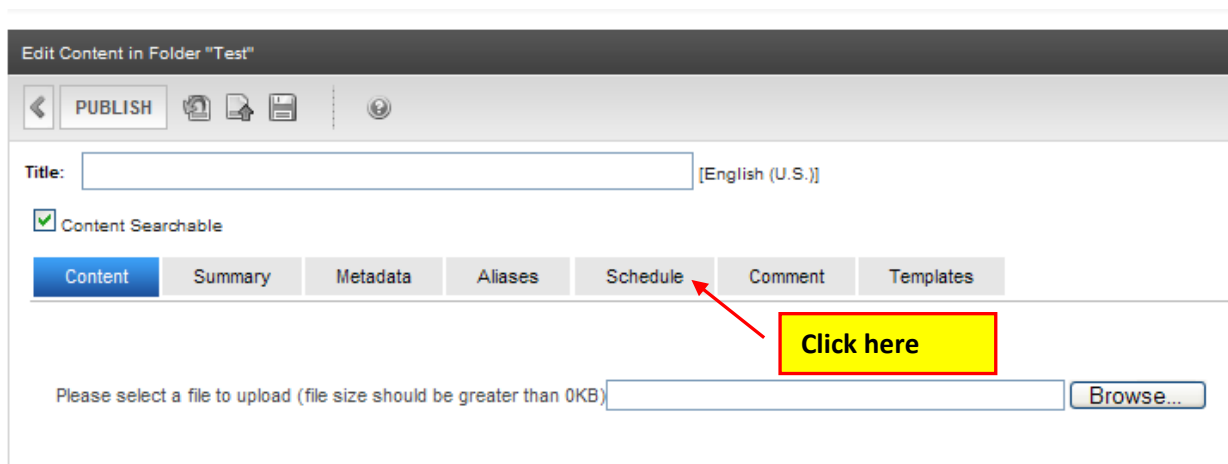 Edit Content in Folder "Test"
PUBLISH
Title: [English (U.S.)]
Content Searchable
Content Summary Metadata Aliases Schedule Comment Templates
Click here
Please select a file to upload (file size should be greater than 0KB) Browse...